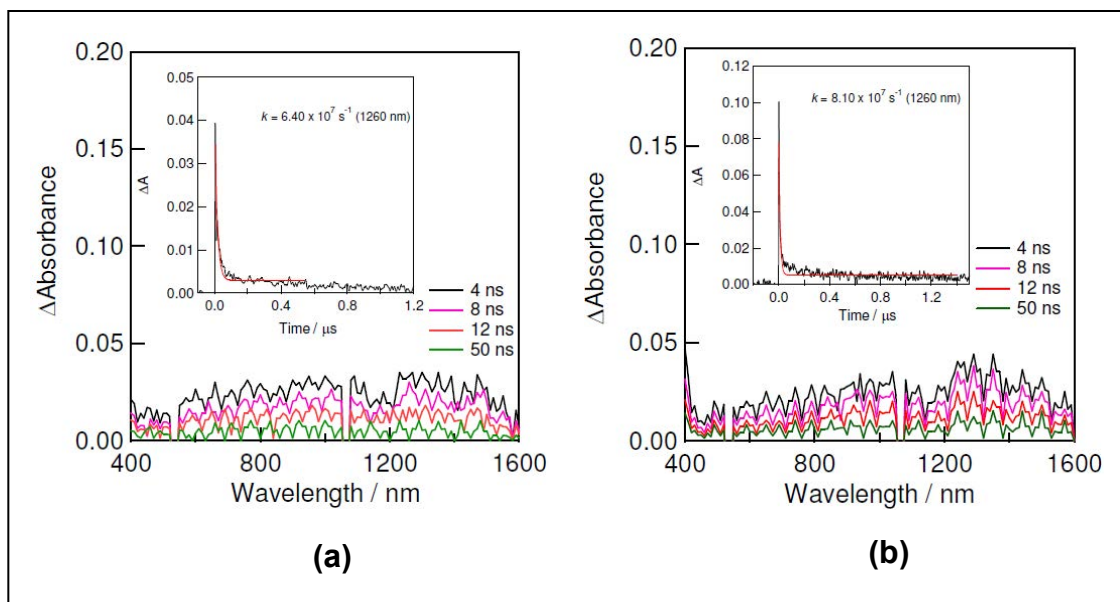 0.20
0.15
0.10
0.05
0.00
ΔAbsorbance
400
800
1200
1600
Wavelength / nm
0.05
0.04
0.03
0.02
0.01
0.00
ΔA
k = 6.40 x 10⁷ s⁻¹ (1260 nm)
0.0
0.4
0.8
1.2
Time / μs
4 ns
8 ns
12 ns
50 ns
(a)
0.20
0.15
0.10
0.05
0.00
ΔAbsorbance
400
800
1200
1600
Wavelength / nm
0.12
0.10
0.08
0.06
0.04
0.02
0.00
ΔA
k = 8.10 x 10⁷ s⁻¹ (1260 nm)
0.0
0.4
0.8
1.2
Time / μs
4 ns
8 ns
12 ns
50 ns
(b)